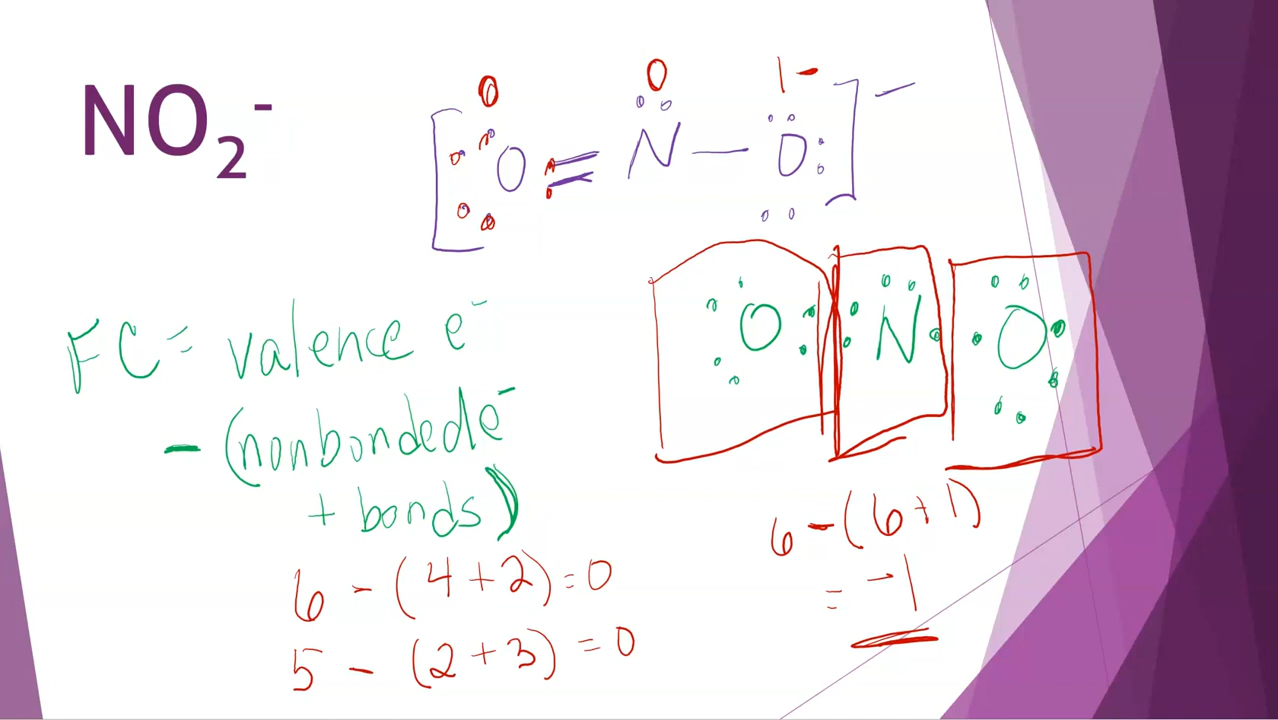 NO₂⁻
0 0 1-
[O=N—O]⁻
O N O
FC = valence e⁻
- (nonbonded e⁻
+ bonds)
6 - (4+2) = 0
5 - (2+3) = 0
6 - (6+1)
= -1